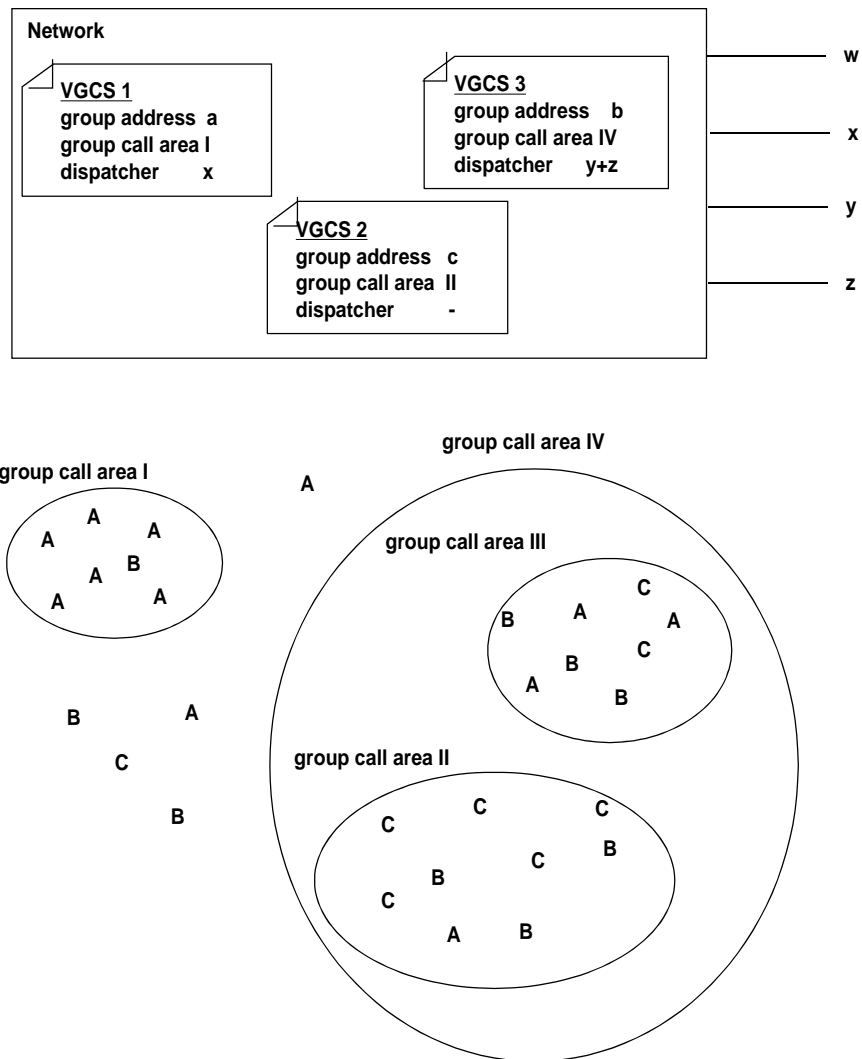 Network
VGCS 1
group address a
group call area I
dispatcher x
VGCS 3
group address b
group call area IV
dispatcher y+z
VGCS 2
group address c
group call area II
dispatcher -
w
x
y
z
group call area IV
group call area I
A
A
A
A
A
B
A
A
group call area III
C
B
A
A
C
B
A
B
B
A
C
B
group call area II
C
C
C
B
C
B
C
A
B